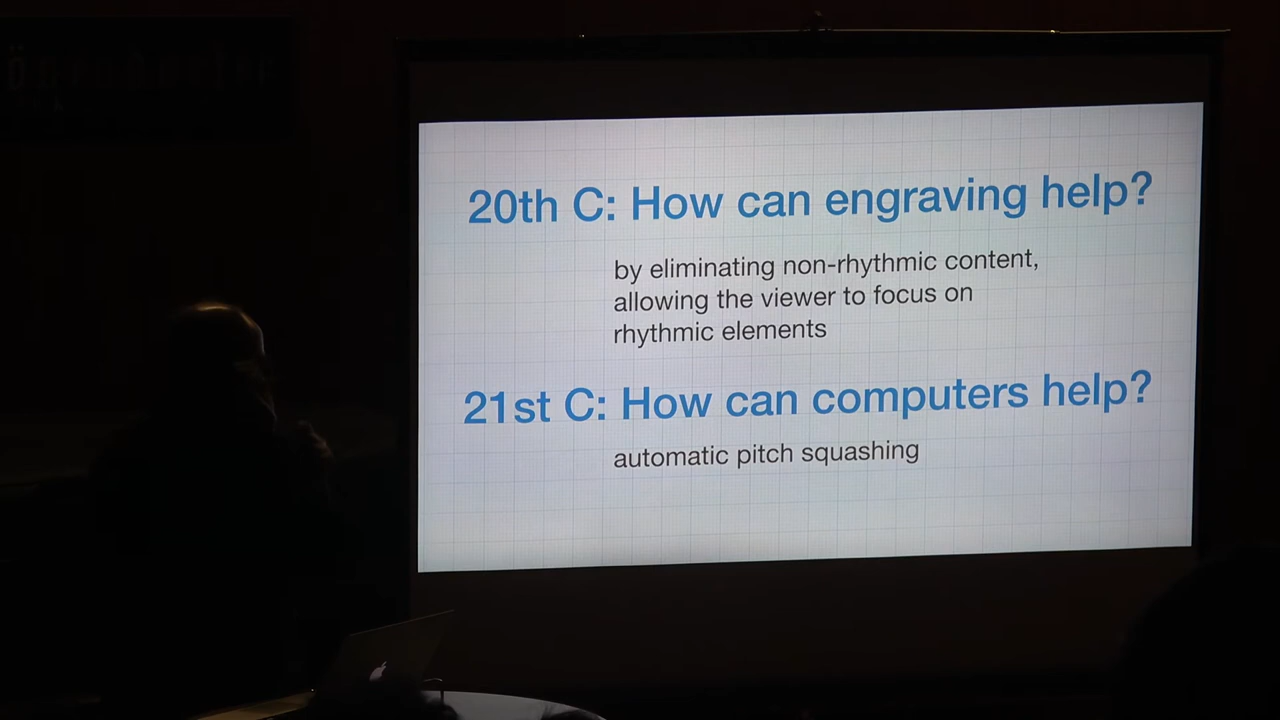 20th C: How can engraving help?
by eliminating non-rhythmic content,
allowing the viewer to focus on
rhythmic elements
21st C: How can computers help?
automatic pitch squashing